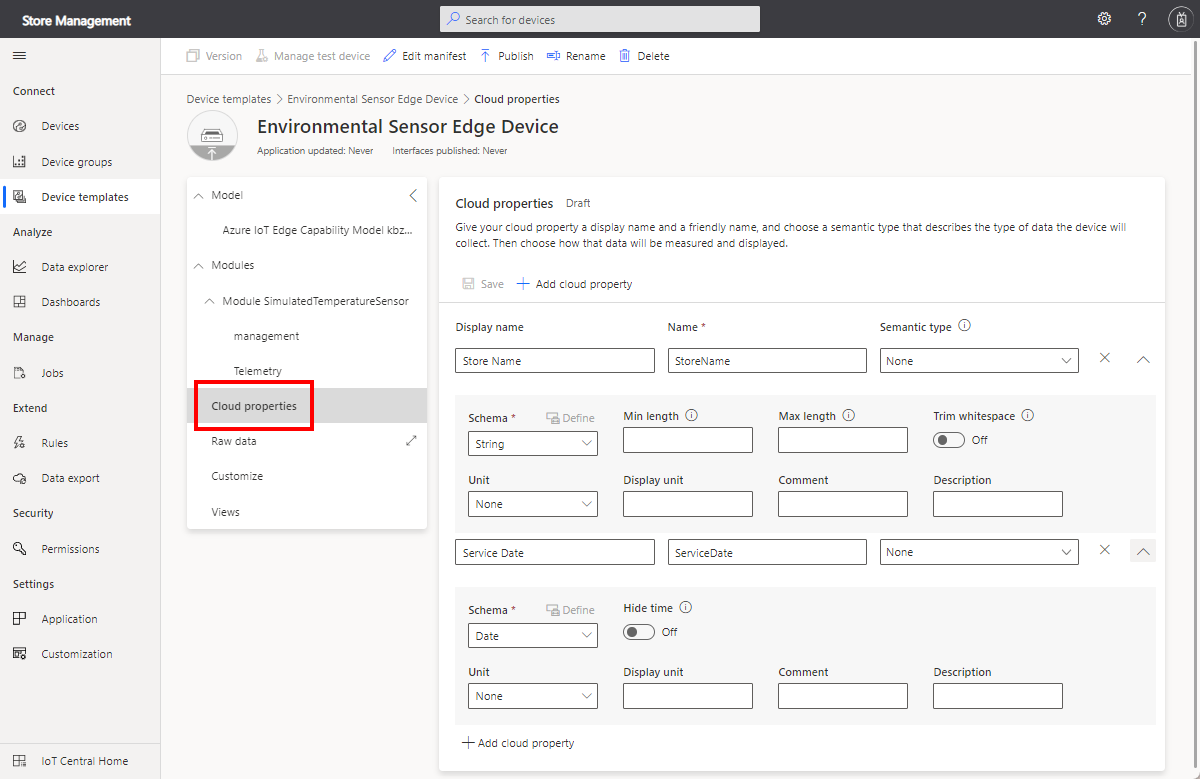 Store Management
Search for devices
?
Connect
Devices
Device groups
Device templates
Analyze
Data explorer
Dashboards
Manage
Jobs
Extend
Rules
Data export
Security
Permissions
Settings
Application
Customization
IoT Central Home
Version
Manage test device
Edit manifest
Publish
Rename
Delete
Device templates > Environmental Sensor Edge Device > Cloud properties
Environmental Sensor Edge Device
Application updated: Never Interfaces published: Never
Model
Azure IoT Edge Capability Model kbz...
Modules
Module SimulatedTemperatureSensor
management
Telemetry
Cloud properties
Raw data
Customize
Views
Cloud properties Draft
Give your cloud property a display name and a friendly name, and choose a semantic type that describes the type of data the device will
collect. Then choose how that data will be measured and displayed.
Save + Add cloud property
Display name Name * Semantic type
Store Name StoreName None
Schema * Define Min length Max length Trim whitespace
String Off
Unit Display unit Comment Description
None
Service Date ServiceDate None
Schema * Define Hide time
Date Off
Unit Display unit Comment Description
None
+ Add cloud property